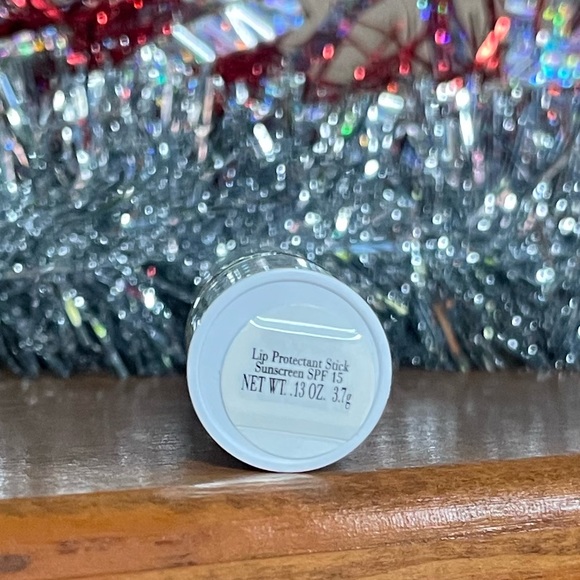 Lip Protectant Stick
Sunscreen SPF 15
NET WT. .13 OZ. 3.7g